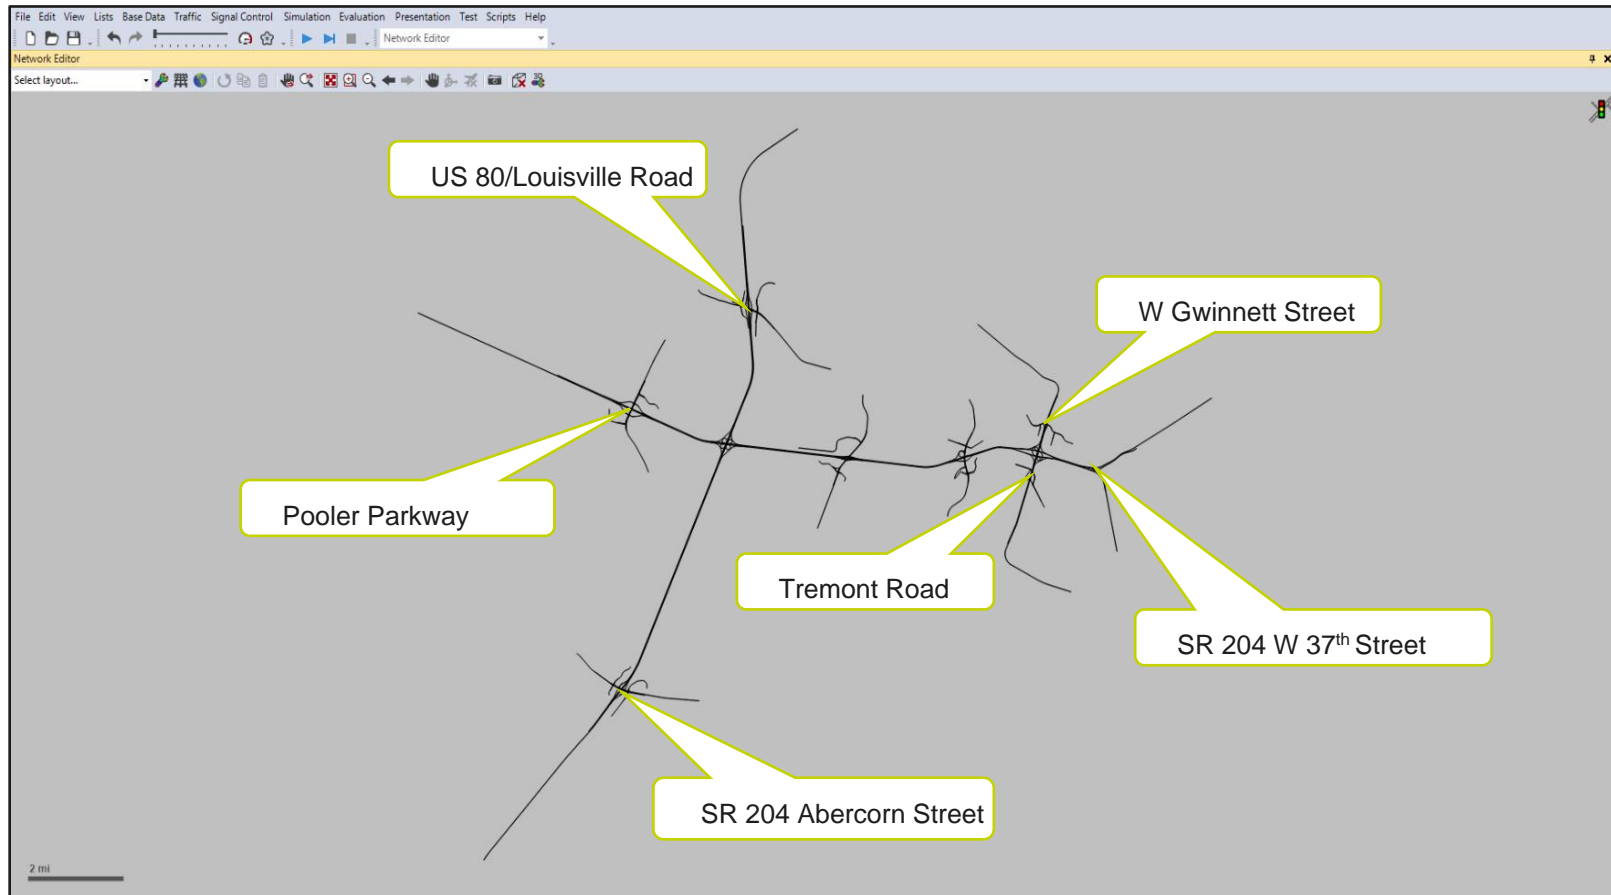 File Edit View Lists Base Data Traffic Signal Control Simulation Evaluation Presentation Test Scripts Help
Network Editor
Network Editor
Select layout...
US 80/Louisville Road
W Gwinnett Street
Pooler Parkway
Tremont Road
SR 204 W 37th Street
SR 204 Abercorn Street
2 mi